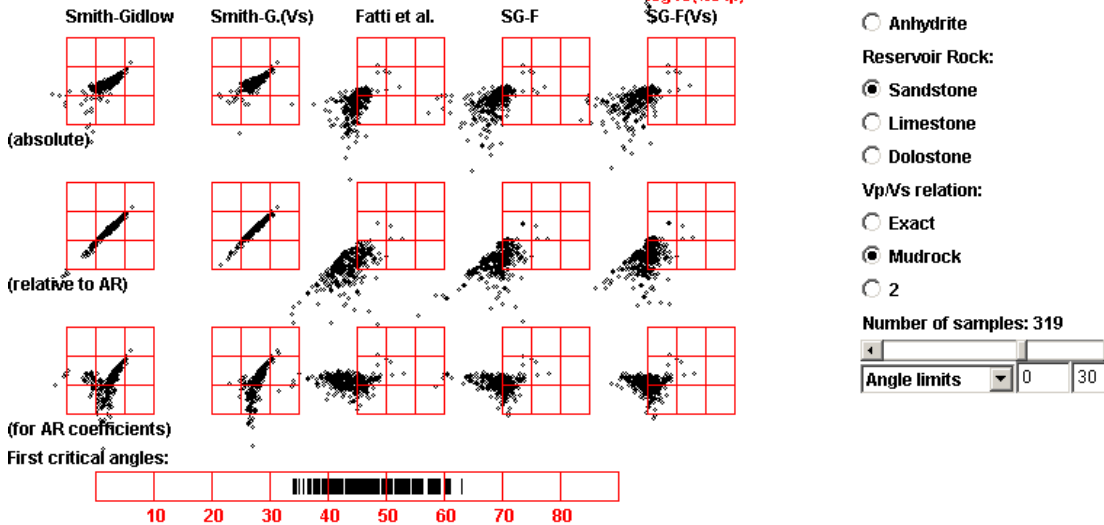 Smith-Gidlow Smith-G.(Vs) Fatti et al. SG-F SG-F(Vs)
(absolute)
(relative to AR)
(for AR coefficients)
First critical angles:
10 20 30 40 50 60 70 80
Anhydrite
Reservoir Rock:
Sandstone
Limestone
Dolostone
Vp/Vs relation:
Exact
Mudrock
2
Number of samples: 319
Angle limits 0 30